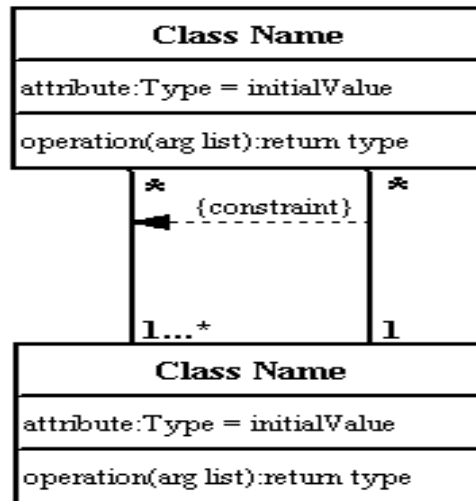 Class Name
attribute:Type = initialValue
operation(arg list):return type
* *
{constraint}
1...* 1
Class Name
attribute:Type = initialValue
operation(arg list):return type